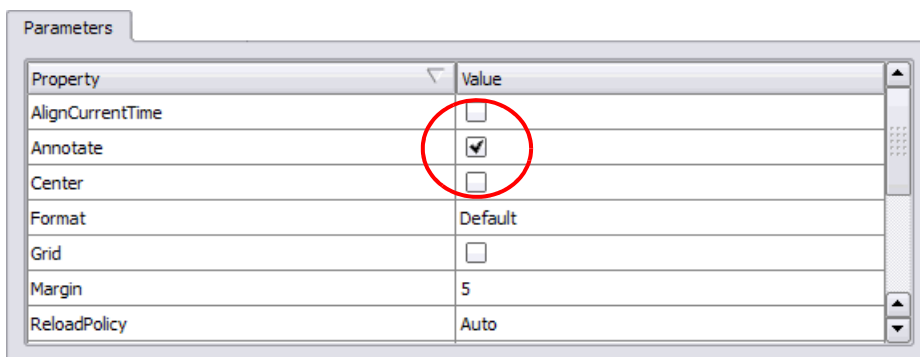 Parameters
Property Value
AlignCurrentTime
Annotate
Center
Format Default
Grid
Margin 5
ReloadPolicy Auto